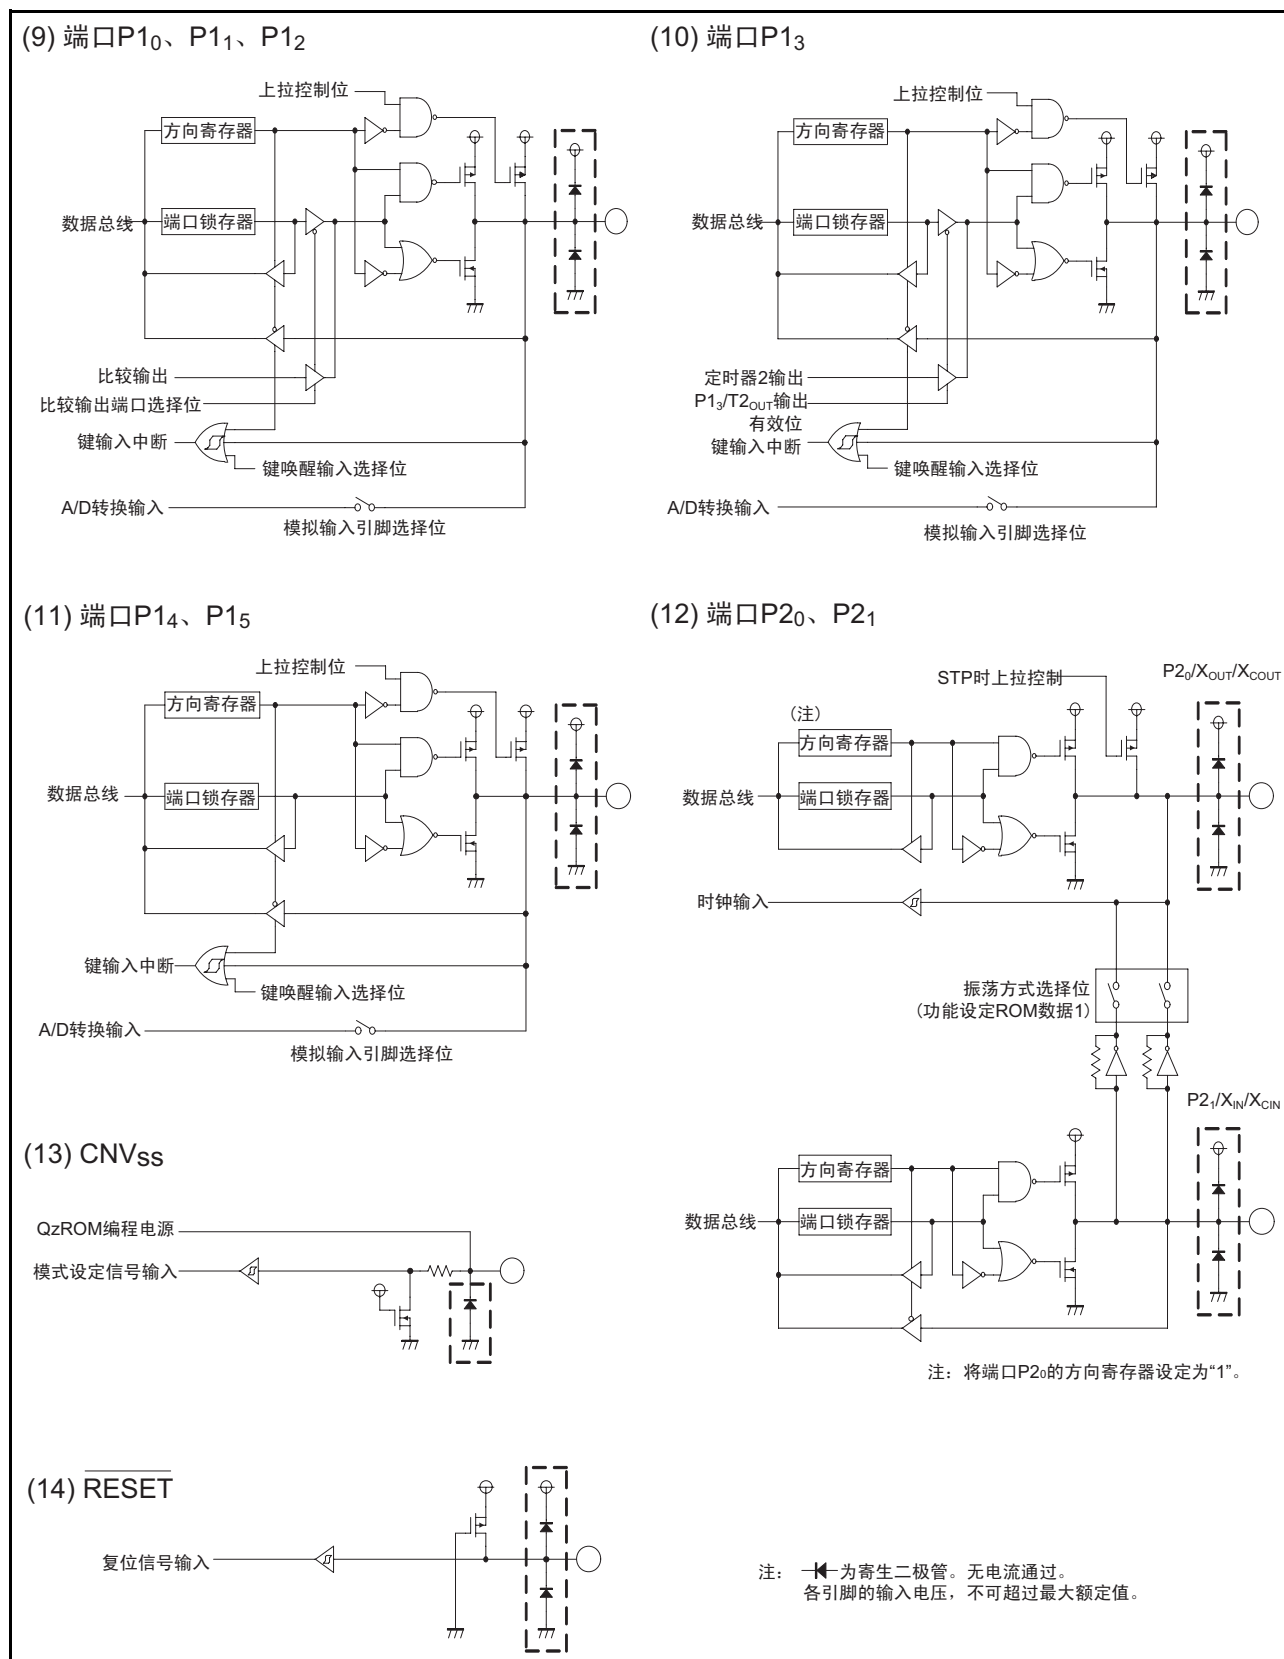 (9) 端口P1₀、P1₁、P1₂
上拉控制位
方向寄存器
数据总线
端口锁存器
比较输出
比较输出端口选择位
键输入中断
键唤醒输入选择位
A/D转换输入
模拟输入引脚选择位
(10) 端口P1₃
上拉控制位
方向寄存器
数据总线
端口锁存器
定时器2输出
P1₃/T2OUT输出
有效位
键输入中断
键唤醒输入选择位
A/D转换输入
模拟输入引脚选择位
(11) 端口P1₄、P1₅
上拉控制位
方向寄存器
数据总线
端口锁存器
键输入中断
键唤醒输入选择位
A/D转换输入
模拟输入引脚选择位
(12) 端口P2₀、P2₁
STP时上拉控制
P2₀/XOUT/XCOUT
(注)
方向寄存器
数据总线
端口锁存器
时钟输入
振荡方式选择位
(功能设定ROM数据1)
P2₁/XIN/XCIN
方向寄存器
数据总线
端口锁存器
注：将端口P2₀的方向寄存器设定为“1”。
(13) CNVSS
QzROM编程电源
模式设定信号输入
(14) RESET
复位信号输入
注： 为寄生二极管。无电流通过。
各引脚的输入电压，不可超过最大额定值。